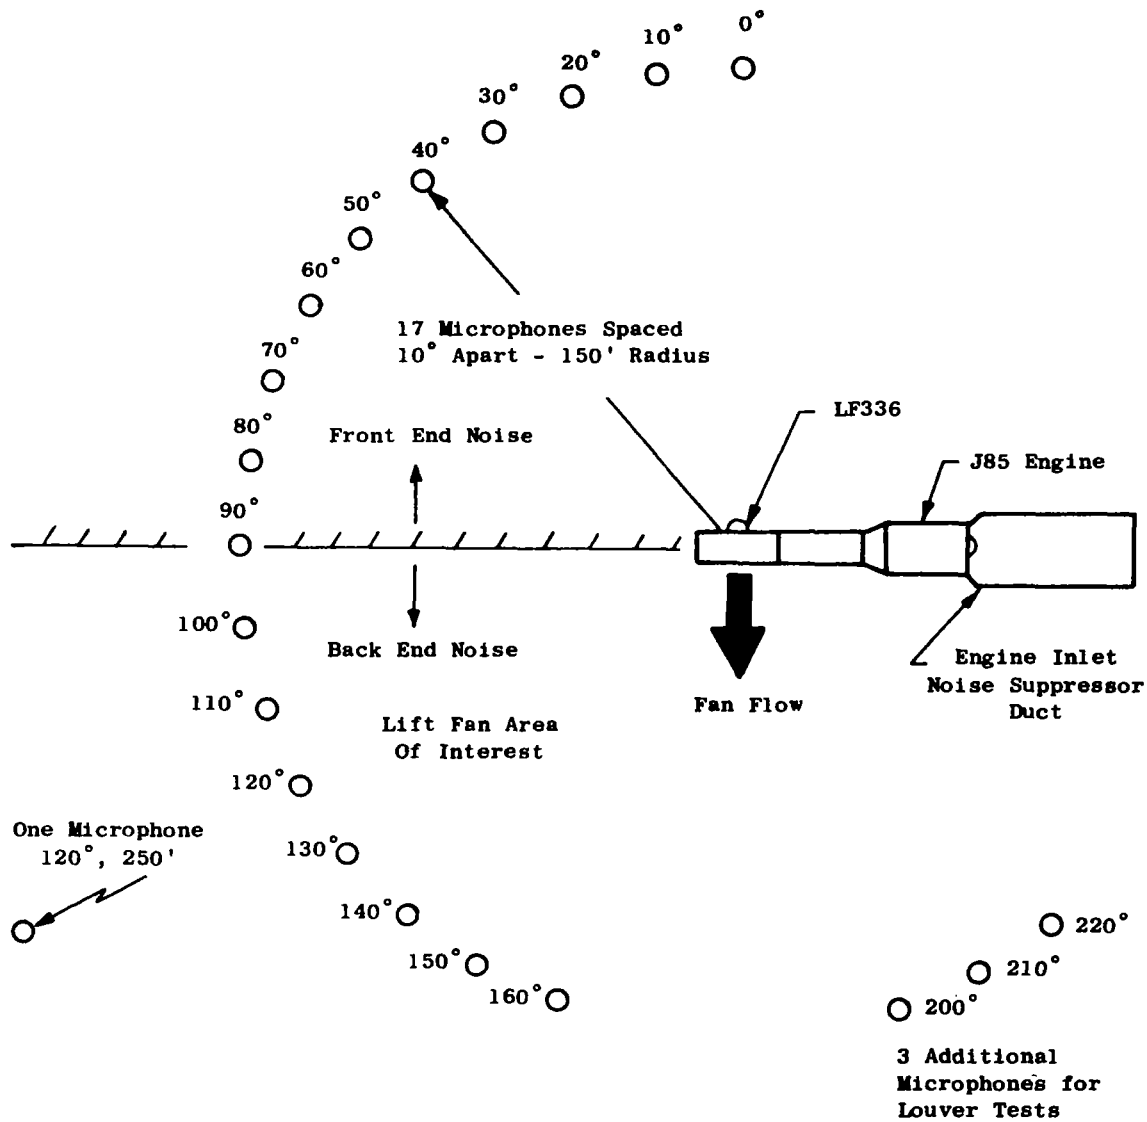 0°
10°
20°
30°
40°
50°
60°
70°
80°
90°
17 Microphones Spaced
10° Apart - 150' Radius
LF336
J85 Engine
Front End Noise
Back End Noise
Lift Fan Area
Of Interest
Fan Flow
Engine Inlet
Noise Suppressor
Duct
100°
110°
120°
One Microphone
120°, 250'
130°
140°
150°
160°
220°
210°
200°
3 Additional
Microphones for
Louver Tests